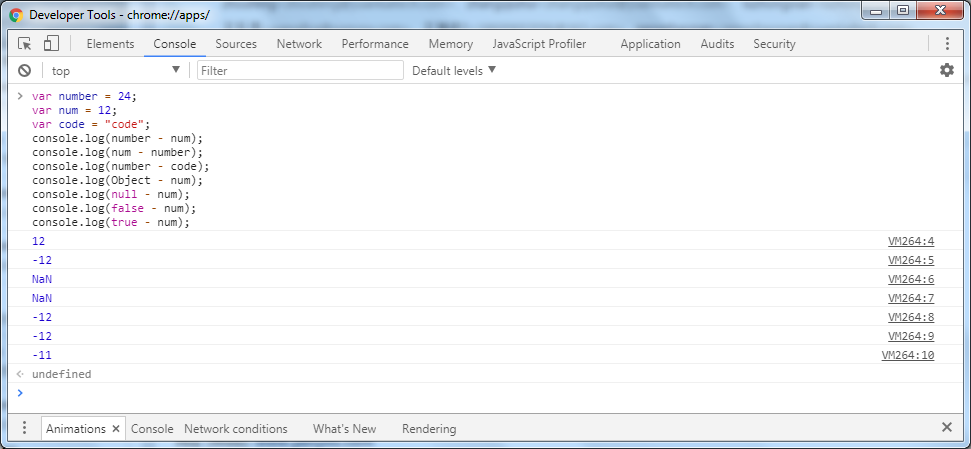 Developer Tools - chrome://apps/
Elements Console Sources Network Performance Memory JavaScript Profiler Application Audits Security
top Filter Default levels
var number = 24;
var num = 12;
var code = "code";
console.log(number - num);
console.log(num - number);
console.log(number - code);
console.log(Object - num);
console.log(null - num);
console.log(false - num);
console.log(true - num);
12 VM264:4
-12 VM264:5
NaN VM264:6
NaN VM264:7
-12 VM264:8
-12 VM264:9
-11 VM264:10
undefined
Animations Console Network conditions What's New Rendering